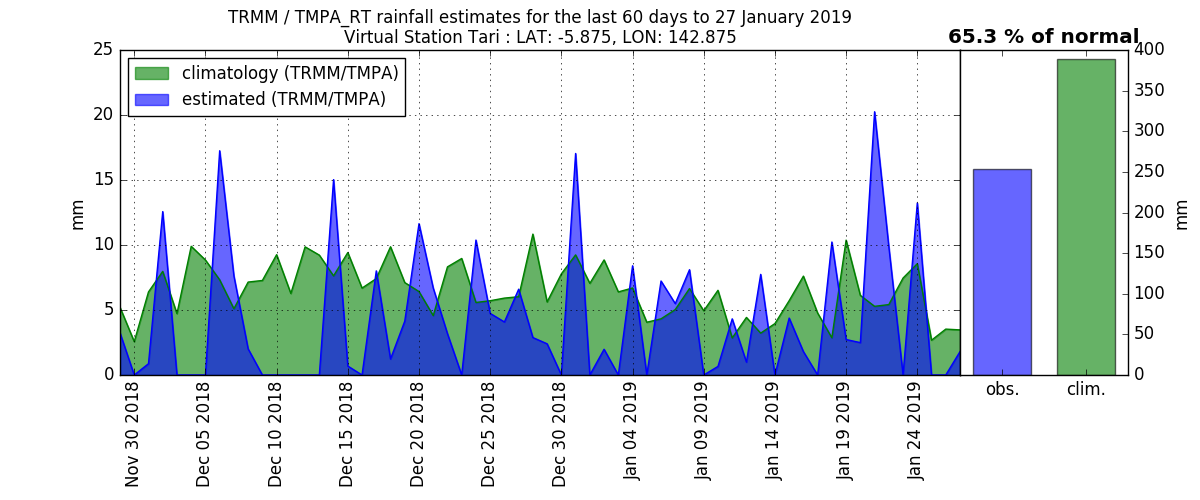 TRMM / TMPA_RT rainfall estimates for the last 60 days to 27 January 2019
Virtual Station Tari : LAT: -5.875, LON: 142.875
65.3 % of normal
climatology (TRMM/TMPA)
estimated (TRMM/TMPA)
25
20
15
10
5
0
mm
Nov 30 2018
Dec 05 2018
Dec 10 2018
Dec 15 2018
Dec 20 2018
Dec 25 2018
Dec 30 2018
Jan 04 2019
Jan 09 2019
Jan 14 2019
Jan 19 2019
Jan 24 2019
obs.
clim.
400
350
300
250
200
150
100
50
0
mm